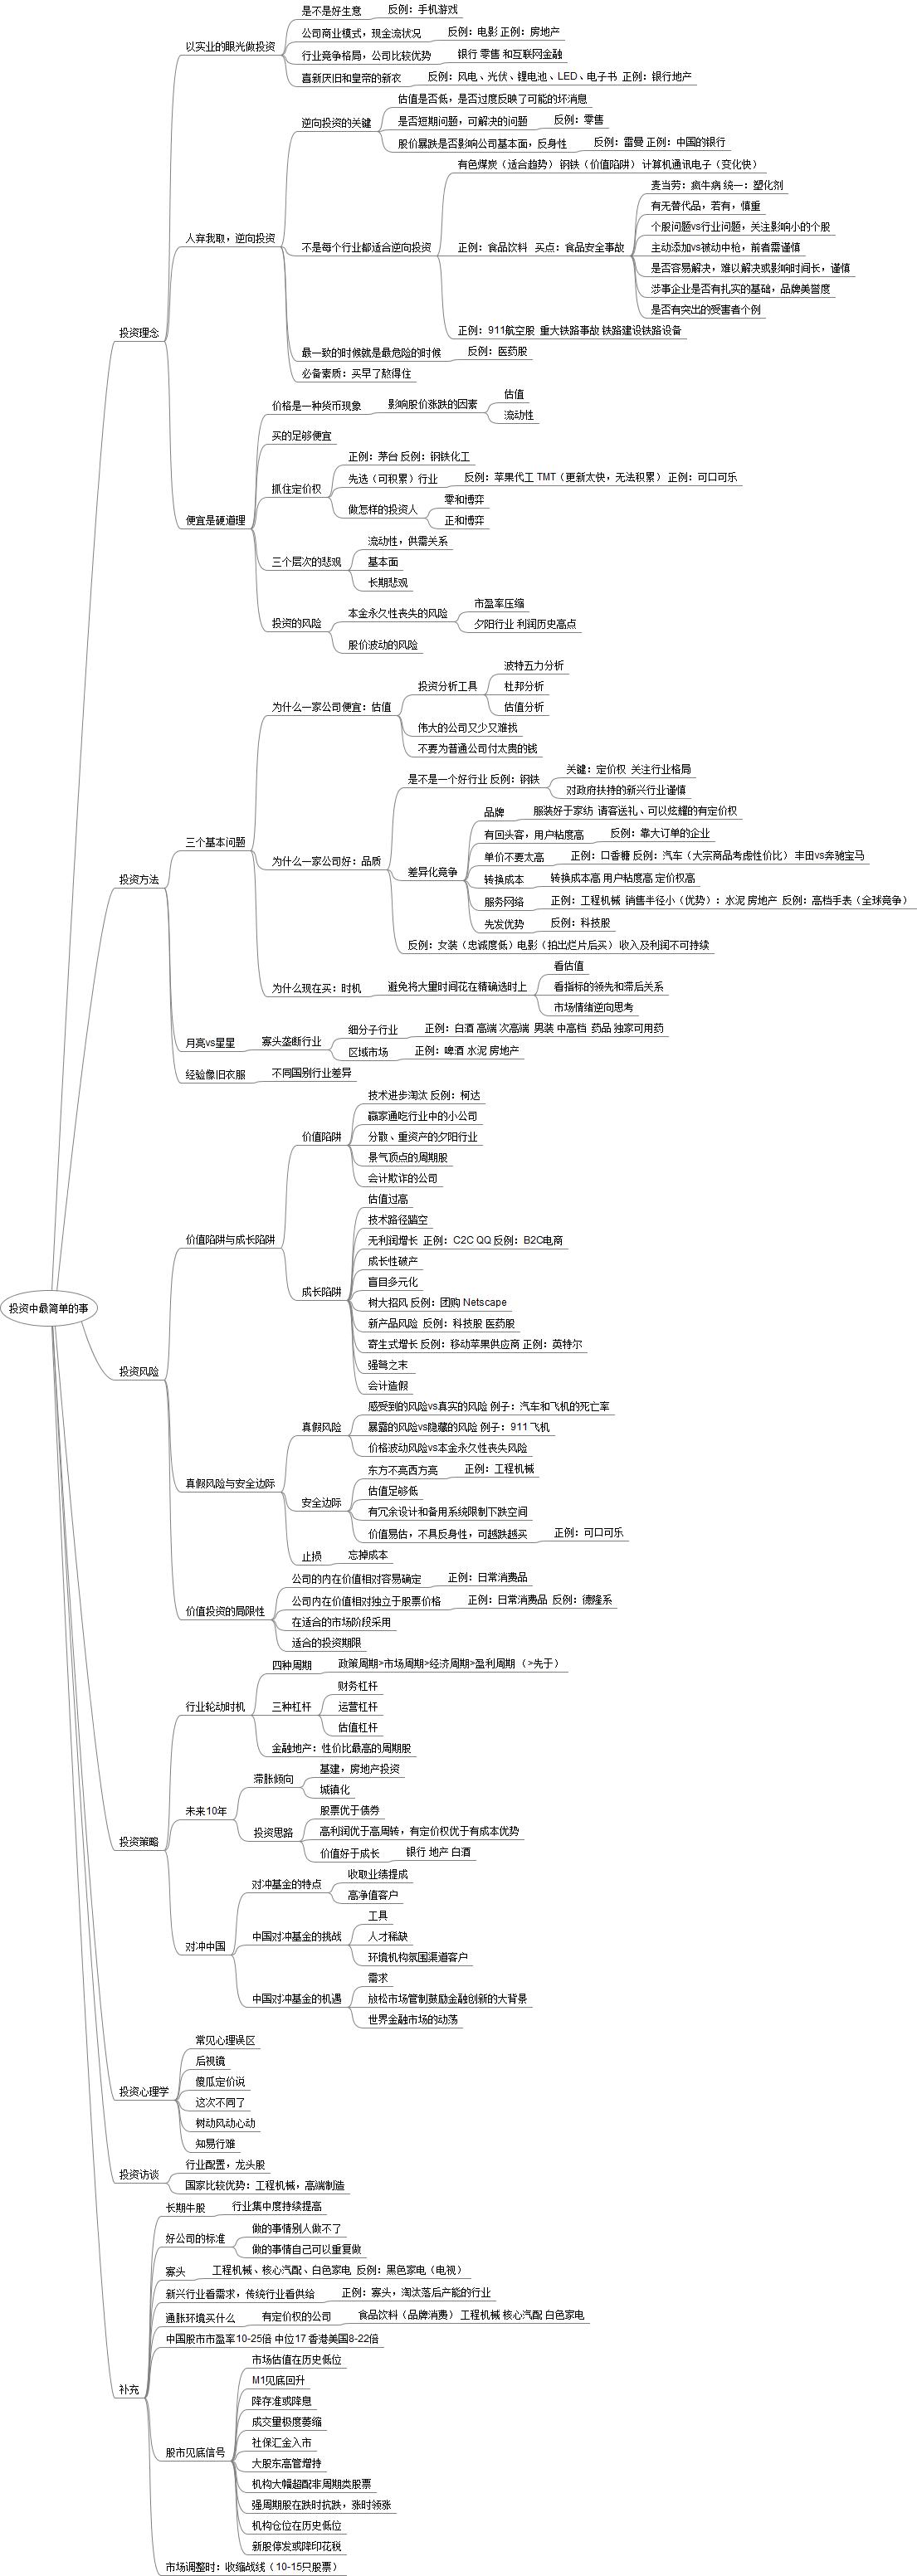 投资中最简单的事
投资理念
以实业的眼光做投资
是不是好生意 反例：手机游戏
公司商业模式，现金流状况 反例：电影 正例：房地产
行业竞争格局，公司比较优势 银行 零售 和互联网金融
喜新厌旧和皇帝的新衣 反例：风电、光伏、锂电池、LED、电子书 正例：银行地产
人弃我取，逆向投资
逆向投资的关键
估值是否低，是否过度反映了可能的坏消息
是否短期问题，可解决的问题 反例：零售
股价暴跌是否影响公司基本面，反身性 反例：雷曼 正例：中国的银行
不是每个行业都适合逆向投资
有色煤炭（适合趋势） 钢铁（价值陷阱） 计算机通讯电子（变化快）
正例：食品饮料 买点：食品安全事故
麦当劳：疯牛病 统一：塑化剂
有无替代品，若有，慎重
个股问题vs行业问题，关注影响小的个股
主动添加vs被动中枪，前者需谨慎
是否容易解决，难以解决或影响时间长，谨慎
涉事企业是否有扎实的基础，品牌美誉度
是否有突出的受害者个例
正例：911航空股 重大铁路事故 铁路建设铁路设备
最一致的时候就是最危险的时候 反例：医药股
必备素质：买早了熬得住
便宜是硬道理
价格是一种货币现象 影响股价涨跌的因素
估值
流动性
买的足够便宜
抓住定价权
正例：茅台 反例：钢铁化工
先选（可积累）行业 反例：苹果代工 TMT（更新太快，无法积累） 正例：可口可乐
做怎样的投资人
零和博弈
正和博弈
三个层次的悲观
流动性，供需关系
基本面
长期悲观
投资的风险
本金永久性丧失的风险
市盈率压缩
夕阳行业 利润历史高点
股价波动的风险
投资方法
三个基本问题
为什么一家公司便宜：估值
投资分析工具
波特五力分析
杜邦分析
估值分析
伟大的公司又少又难找
不要为普通公司付太贵的钱
为什么一家公司好：品质
是不是一个好行业 反例：钢铁
关键：定价权 关注行业格局
对政府扶持的新兴行业谨慎
差异化竞争
品牌 服装好于家纺 请客送礼、可以炫耀的有定价权
有回头客，用户粘度高 反例：靠大订单的企业
单价不要太高 正例：口香糖 反例：汽车（大宗商品考虑性价比） 丰田vs奔驰宝马
转换成本 转换成本高 用户粘度高 定价权高
服务网络 正例：工程机械 销售半径小（优势）：水泥 房地产 反例：高档手表（全球竞争）
先发优势 反例：科技股
反例：女装（忠诚度低）电影（拍出烂片后买） 收入及利润不可持续
为什么现在买：时机 避免将大量时间花在精确选时上
看估值
看指标的领先和滞后关系
市场情绪逆向思考
月亮vs星星 寡头垄断行业
细分子行业 正例：白酒 高端 次高端 男装 中高档 药品 独家可用药
区域市场 正例：啤酒 水泥 房地产
经验像旧衣服 不同国别行业差异
投资风险
价值陷阱与成长陷阱
价值陷阱
技术进步淘汰 反例：柯达
赢家通吃行业中的小公司
分散、重资产的夕阳行业
景气顶点的周期股
会计欺诈的公司
成长陷阱
估值过高
技术路径踏空
无利润增长 正例：C2C QQ 反例：B2C电商
成长性破产
盲目多元化
树大招风 反例：团购 Netscape
新产品风险 反例：科技股 医药股
寄生式增长 反例：移动苹果供应商 正例：英特尔
强弩之末
会计造假
真假风险与安全边际
真假风险
感受到的风险vs真实的风险 例子：汽车和飞机的死亡率
暴露的风险vs隐藏的风险 例子：911 飞机
价格波动风险vs本金永久性丧失风险
安全边际
东方不亮西方亮 正例：工程机械
估值足够低
有冗余设计和备用系统限制下跌空间
价值易估，不具反身性，可越跌越买 正例：可口可乐
止损 忘掉成本
价值投资的局限性
公司的内在价值相对容易确定 正例：日常消费品
公司内在价值相对独立于股票价格 正例：日常消费品 反例：德隆系
在适合的市场阶段采用
适合的投资期限
投资策略
行业轮动时机
四种周期 政策周期>市场周期>经济周期>盈利周期（>先于）
三种杠杆
财务杠杆
运营杠杆
估值杠杆
金融地产：性价比最高的周期股
未来10年
滞胀倾向
基建，房地产投资
城镇化
投资思路
股票优于债券
高利润优于高周转，有定价权优于有成本优势
价值好于成长 银行 地产 白酒
对冲中国
对冲基金的特点
收取业绩提成
高净值客户
中国对冲基金的挑战
工具
人才稀缺
环境机构氛围渠道客户
中国对冲基金的机遇
需求
放松市场管制鼓励金融创新的大背景
世界金融市场的动荡
投资心理学
常见心理误区
后视镜
傻瓜定价说
这次不同了
树动风动心动
知易行难
投资访谈
行业配置，龙头股
国家比较优势：工程机械，高端制造
补充
长期牛股 行业集中度持续提高
好公司的标准
做的事情别人做不了
做的事情自己可以重复做
寡头 工程机械、核心汽配、白色家电 反例：黑色家电（电视）
新兴行业看需求，传统行业看供给 正例：寡头，淘汰落后产能的行业
通胀环境买什么 有定价权的公司 食品饮料（品牌消费） 工程机械 核心汽配 白色家电
中国股市市盈率10-25倍 中位17 香港美国8-22倍
股市见底信号
市场估值在历史低位
M1见底回升
降存准或降息
成交量极度萎缩
社保汇金入市
大股东高管增持
机构大幅超配非周期类股票
强周期股在跌时抗跌，涨时领涨
机构仓位在历史低位
新股停发或降印花税
市场调整时：收缩战线（10-15只股票）